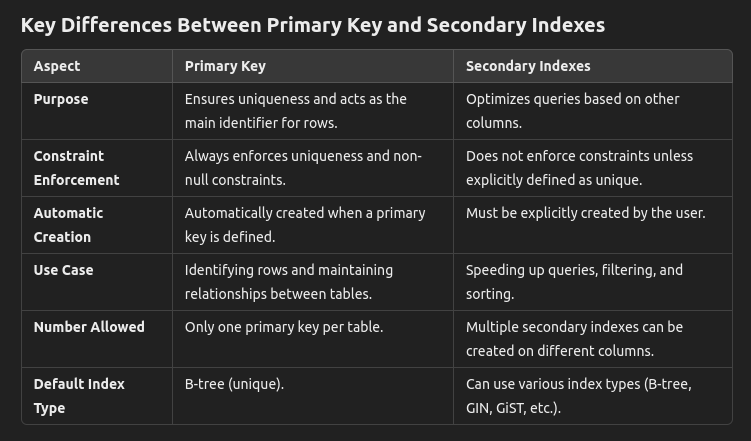 Key Differences Between Primary Key and Secondary Indexes
Aspect Primary Key Secondary Indexes
Purpose Ensures uniqueness and acts as the Optimizes queries based on other
main identifier for rows. columns.
Constraint Always enforces uniqueness and non- Does not enforce constraints unless
Enforcement null constraints. explicitly defined as unique.
Automatic Automatically created when a primary Must be explicitly created by the user.
Creation key is defined.
Use Case Identifying rows and maintaining Speeding up queries, filtering, and
relationships between tables. sorting.
Number Allowed Only one primary key per table. Multiple secondary indexes can be
created on different columns.
Default Index B-tree (unique). Can use various index types (B-tree,
Type GIN, GiST, etc.).